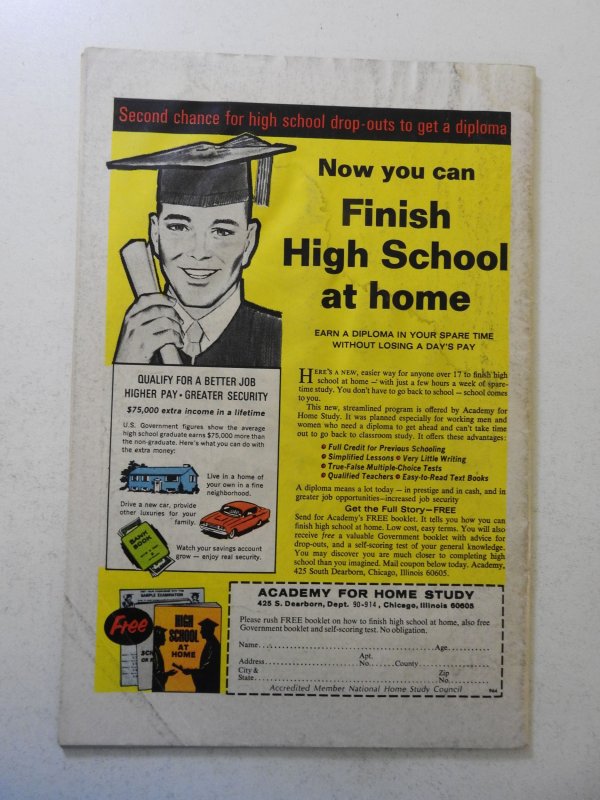 Second chance for high school drop-outs to get a diploma
Now you can
Finish
High School
at home
EARN A DIPLOMA IN YOUR SPARE TIME
WITHOUT LOSING A DAY'S PAY
QUALIFY FOR A BETTER JOB
HIGHER PAY • GREATER SECURITY
$75,000 extra income in a lifetime
U.S. Government figures show the average
high school graduate earns $75,000 more than
the non-graduate. Here's what you can do with
the extra money:
Live in a home of
your own in a fine
neighborhood.
Drive a new car, provide
other luxuries for your
family.
BANK
BOOK
Watch your savings account
grow — enjoy real security.
HERE'S A NEW, easier way for anyone over 17 to finish high
school at home — with just a few hours a week of spare-
time study. You don't have to go back to school — school comes
to you.
This new, streamlined program is offered by Academy for
Home Study. It was planned especially for working men and
women who need a diploma to get ahead and can't take time
out to go back to classroom study. It offers these advantages:
• Full Credit for Previous Schooling
• Simplified Lessons • Very Little Writing
• True-False Multiple-Choice Tests
• Qualified Teachers • Easy-to-Read Text Books
A diploma means a lot today — in prestige and in cash, and in
greater job opportunities—increased job security
Get the Full Story—FREE
Send for Academy's FREE booklet. It tells you how you can
finish high school at home. Low cost, easy terms. You will also
receive free a valuable Government booklet with advice for
drop-outs, and a self-scoring test of your general knowledge.
You may discover you are much closer to completing high
school than you imagined. Mail coupon below today. Academy,
425 South Dearborn, Chicago, Illinois 60605.
SAMPLE EXAMINATION
Free
HIGH
SCHOOL
AT
HOME
ACADEMY FOR HOME STUDY
425 S. Dearborn, Dept. 90-914, Chicago, Illinois 60605
Please rush FREE booklet on how to finish high school at home, also free
Government booklet and self-scoring test. No obligation.
Name Age
Address Apt. No. County
City & State Zip No.
Accredited Member National Home Study Council